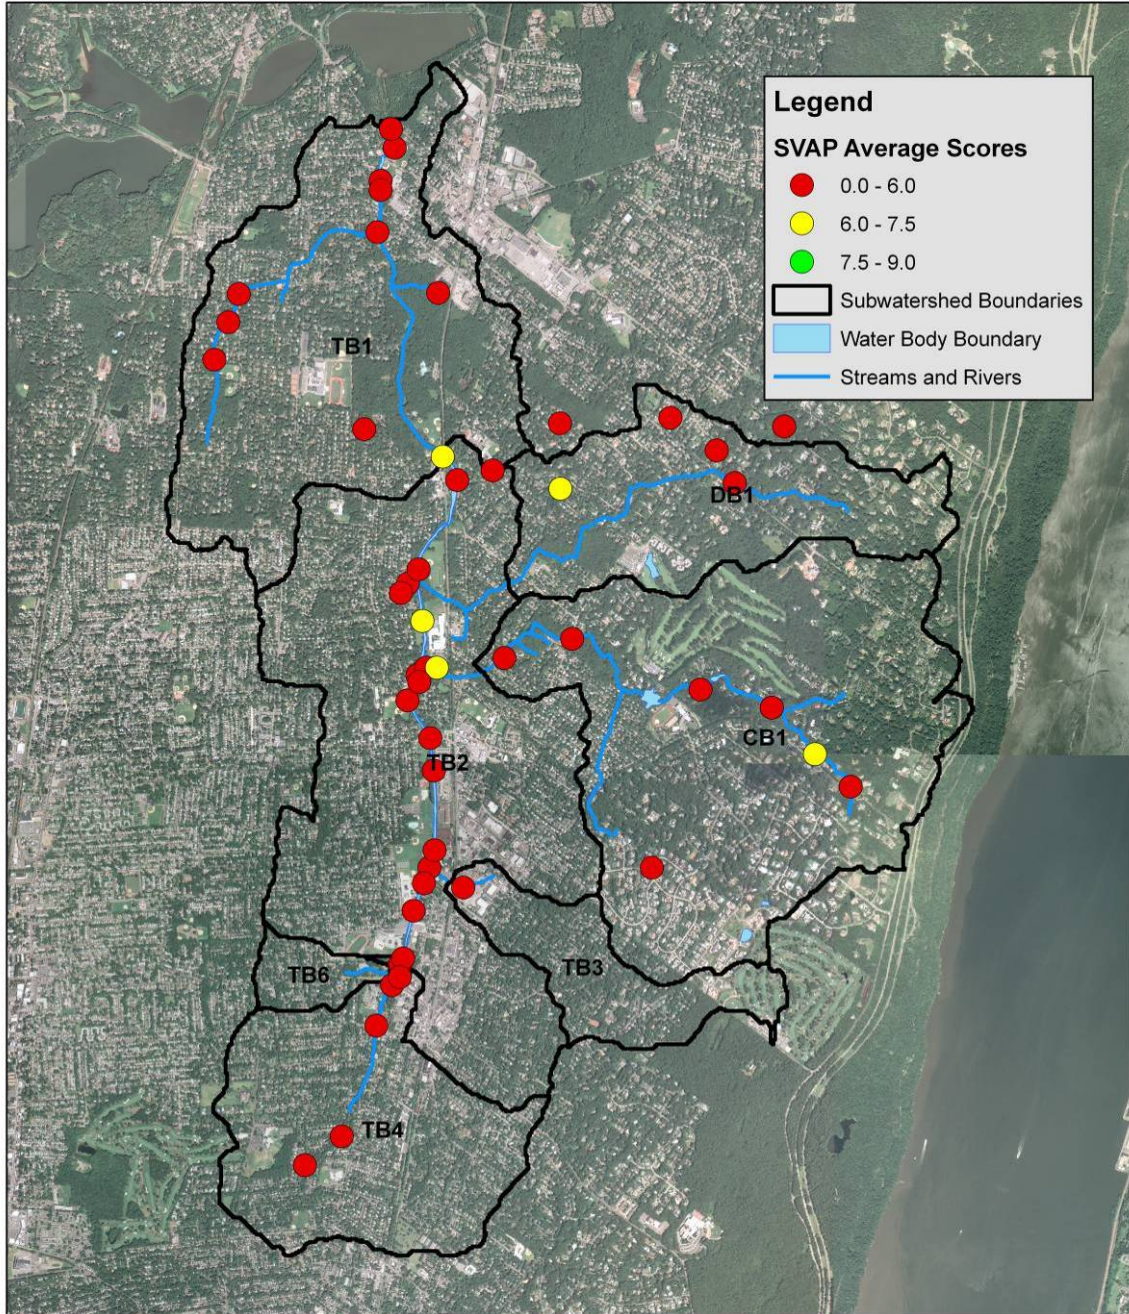 Legend
SVAP Average Scores
0.0 - 6.0
6.0 - 7.5
7.5 - 9.0
Subwatershed Boundaries
Water Body Boundary
Streams and Rivers
TB1
DB1
CB1
TB2
TB3
TB6
TB4